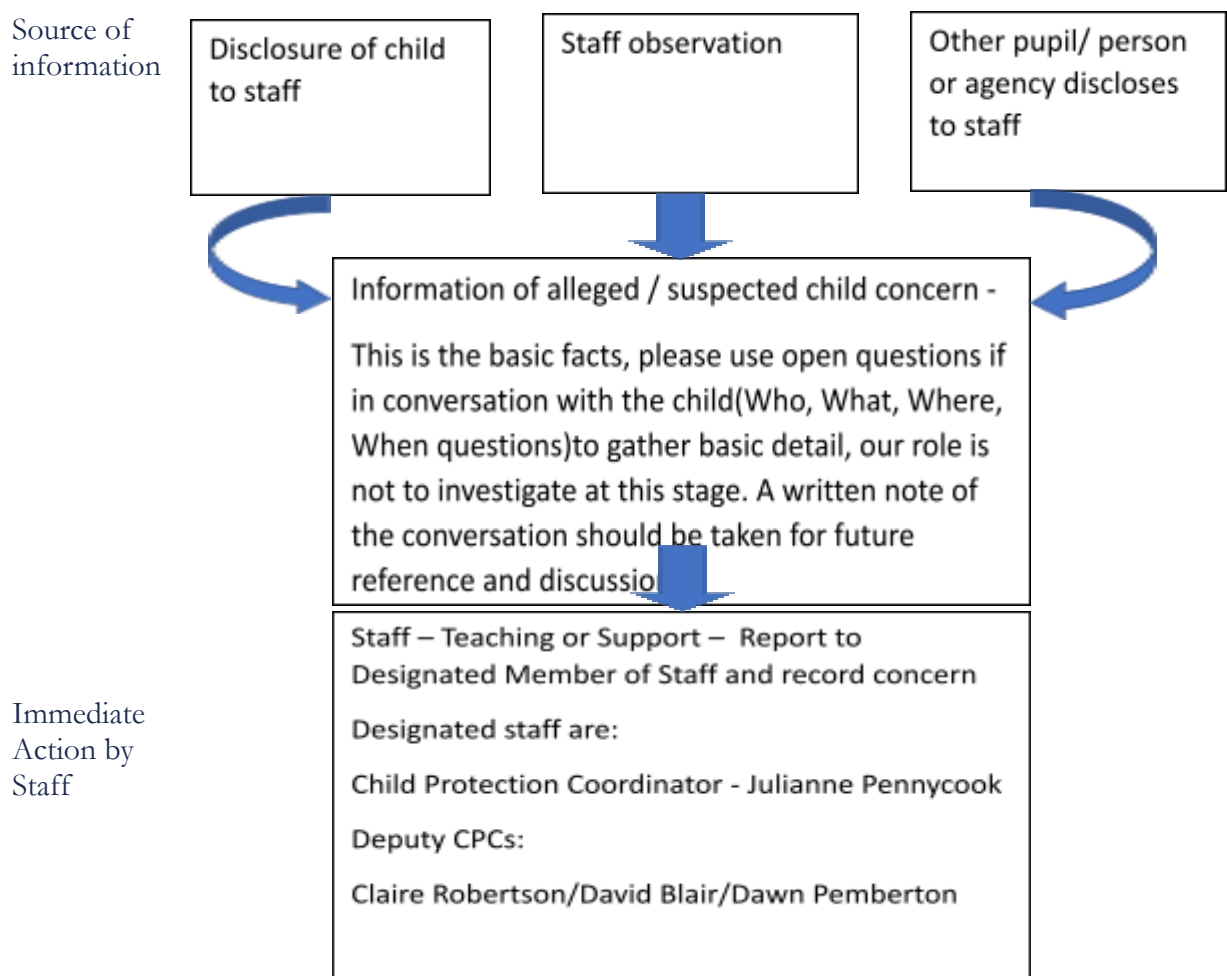 Source of
information
Disclosure of child
to staff
Staff observation
Other pupil/ person
or agency discloses
to staff
Information of alleged / suspected child concern -
This is the basic facts, please use open questions if
in conversation with the child(Who, What, Where,
When questions)to gather basic detail, our role is
not to investigate at this stage. A written note of
the conversation should be taken for future
reference and discussion
Immediate
Action by
Staff
Staff – Teaching or Support – Report to
Designated Member of Staff and record concern
Designated staff are:
Child Protection Coordinator - Julianne Pennycook
Deputy CPCs:
Claire Robertson/David Blair/Dawn Pemberton